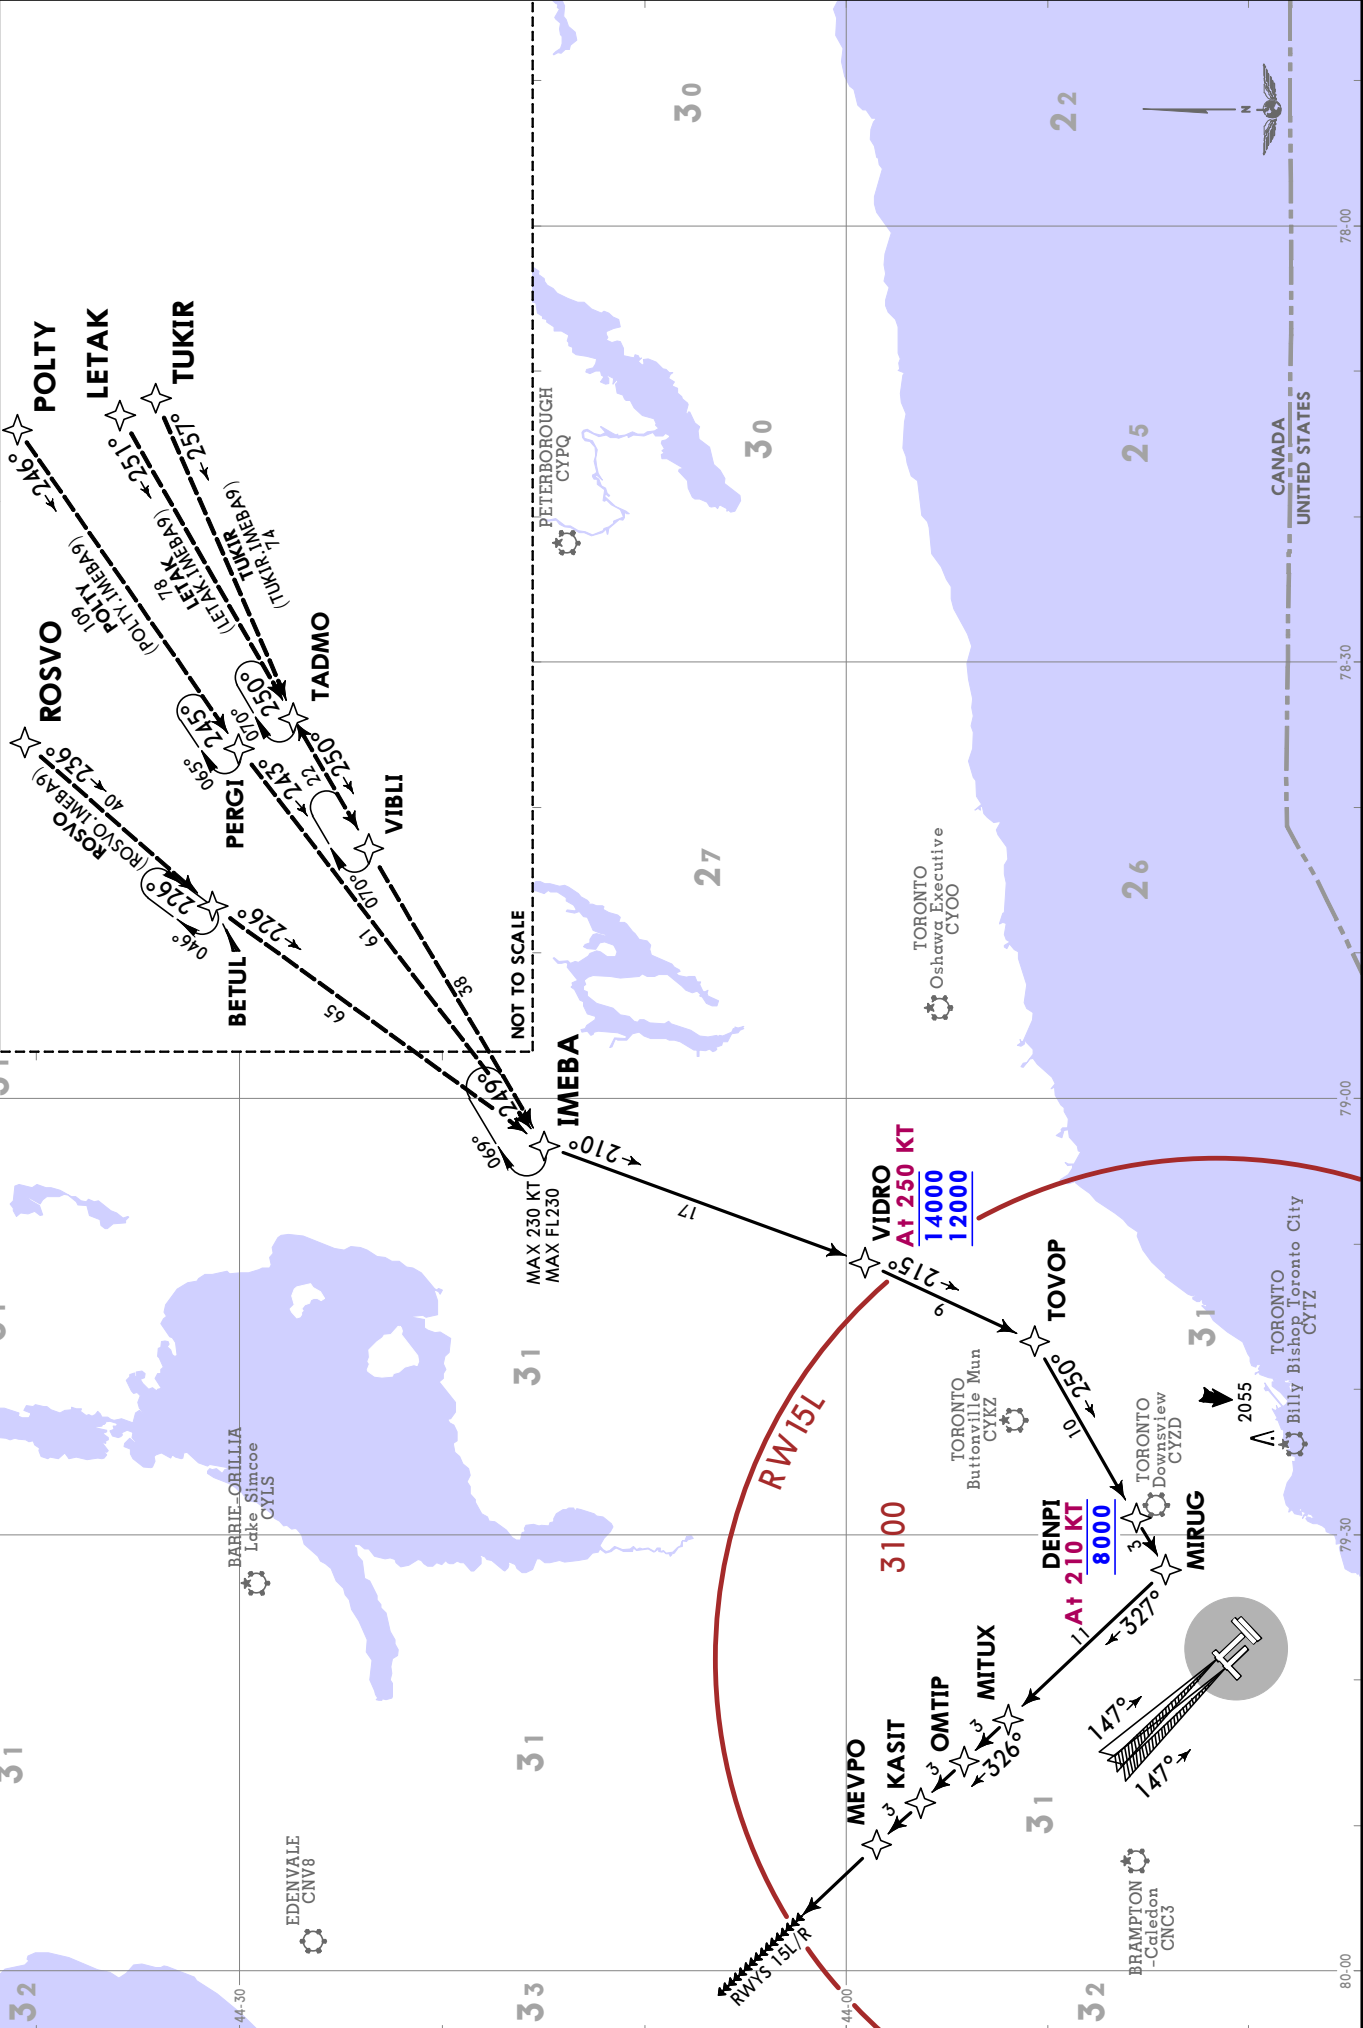 POLTY
LETAK
TUKIR
ROSVO
246°
251°
257°
236°
109
POLTY
(POLTY.IMEBA9)
78
LETAK
(LETAK.IMEBA9)
TUKIR
74
(TUKIR.IMEBA9)
ROSVO
(ROSVO.IMEBA9)
40
245°
065°
PERGI
250°
070°
TADMO
243°
250°
22
VIBLI
070°
61
38
226°
046°
BETUL
226°
65
NOT TO SCALE
249°
069°
IMEBA
MAX 230 KT
MAX FL230
210°
17
VIDRO
At 250 KT
14000
12000
215°
9
TOVOP
250°
10
DENPI
At 210 KT
8000
3
MIRUG
327°
11
MITUX
3
326°
OMTIP
3
KASIT
3
MEVPO
RWYS 15L/R
RW15L
3100
147°
147°
2055
PETERBOROUGH
CYPQ
TORONTO
Oshawa Executive
CYOO
TORONTO
Buttonville Mun
CYKZ
TORONTO
Downsview
CYZD
TORONTO
Billy Bishop Toronto City
CYTZ
BARRIE-ORILLIA
Lake Simcoe
CYLS
EDENVALE
CNV8
BRAMPTON
-Caledon
CNC3
CANADA
UNITED STATES
N
30
22
30
25
27
26
31
31
31
31
31
32
33
32
78-00
78-30
79-00
79-30
80-00
44-30
44-00